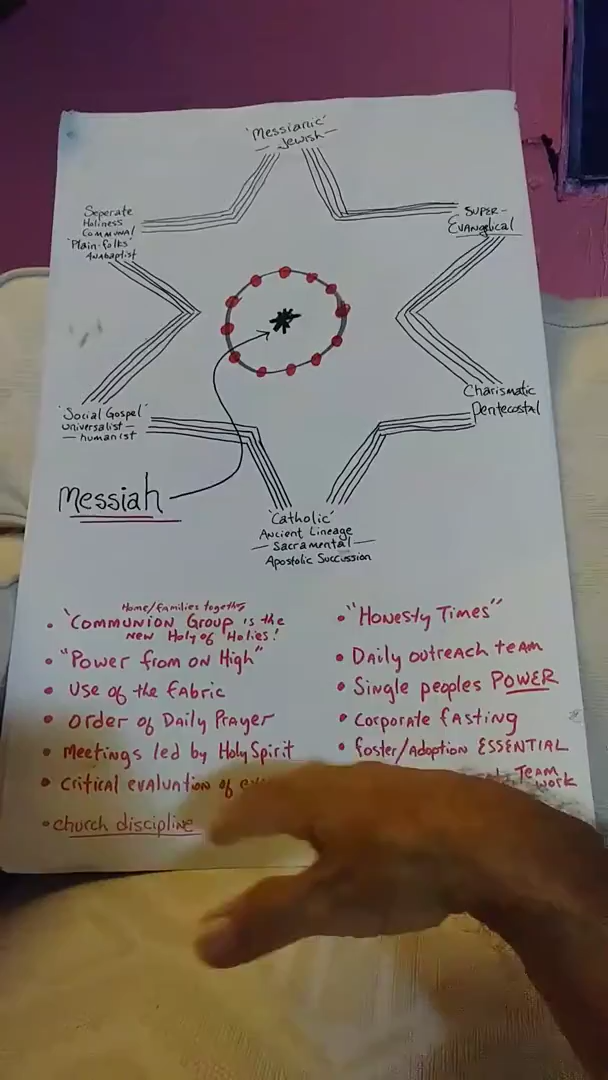 'Messianic'
— Jewish —
Seperate
Holiness
Communal
'Plain-folks'
Anabaptist
SUPER-
Evangelical
'Social Gospel'
universalist —
— humanist
Charismatic
Pentecostal
Messiah
'Catholic'
Ancient Lineage
— Sacramental —
Apostolic Succussion
Home/families together
• 'Communion Group is the
new Holy of Holies!
• "Power from on High"
• Use of the Fabric
• Order of Daily Prayer
• meetings led by Holy Spirit
• critical evaluation of
• church discipline
• "Honesty Times"
• Daily outreach team
• Single peoples POWER
• corporate fasting
• foster/Adoption ESSENTIAL
Team
work